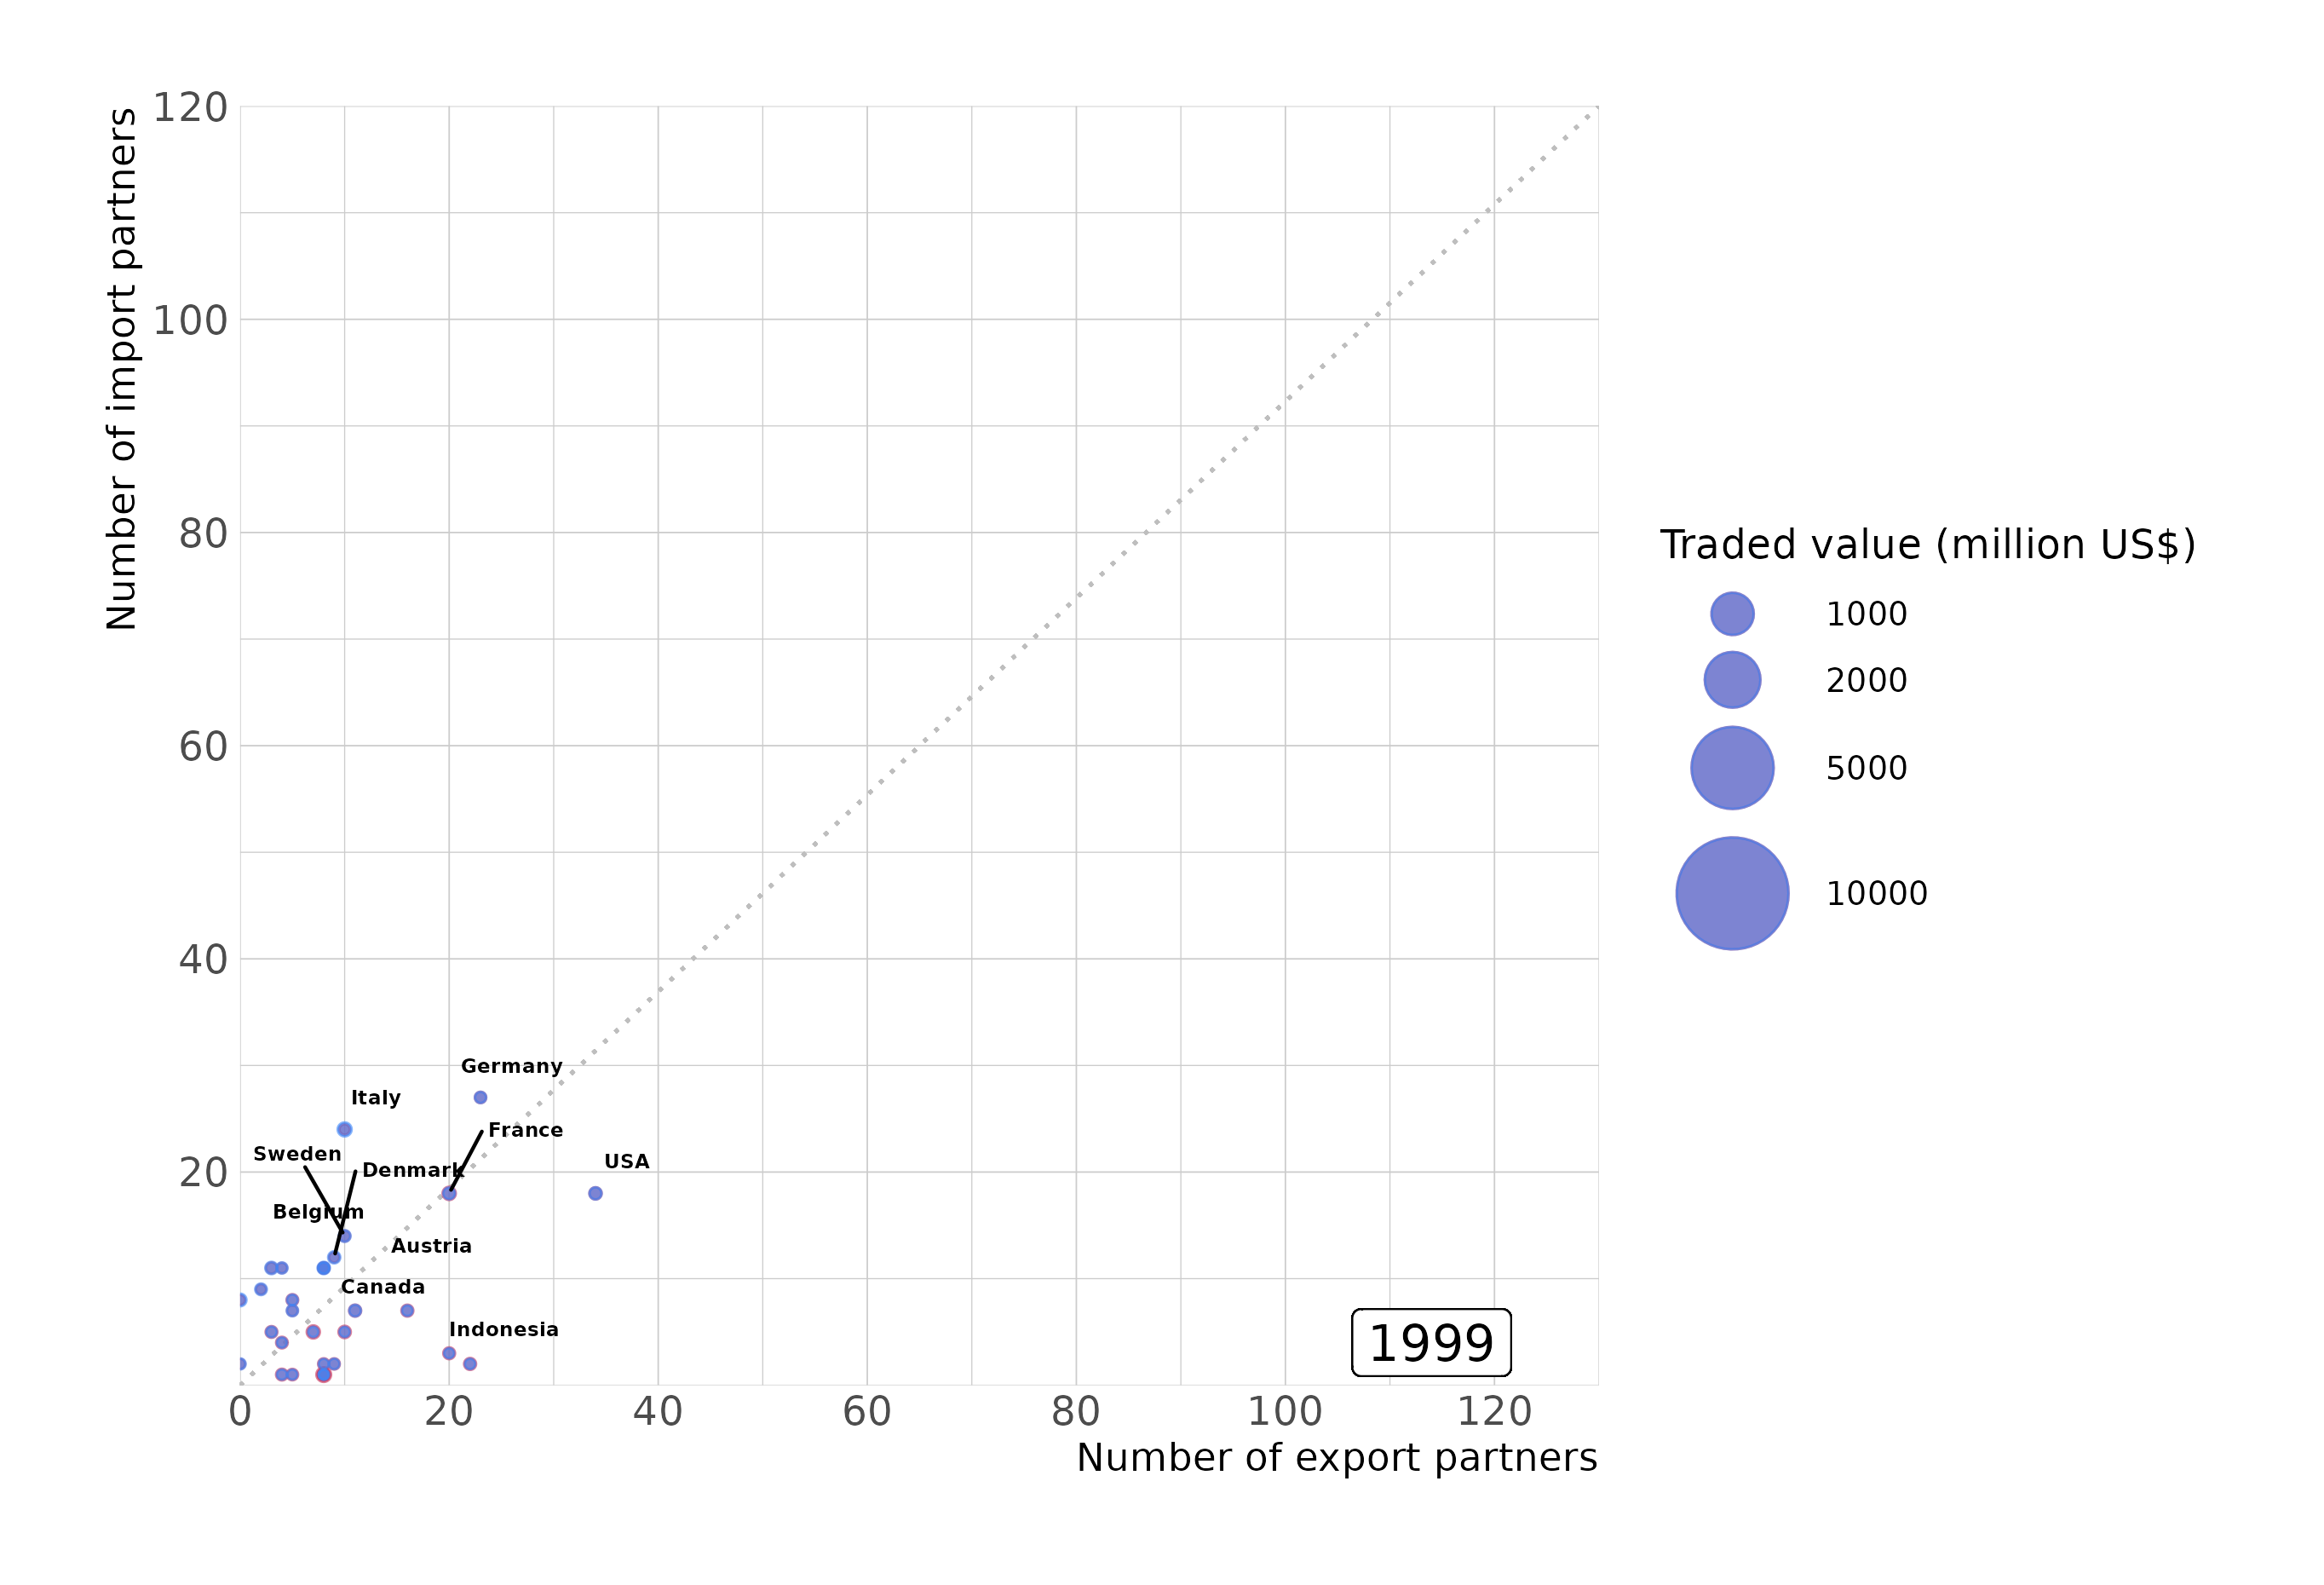 Number of import partners
120
100
80
60
40
20
Germany
Italy
France
Sweden
USA
Denmark
Belgium
Austria
Canada
Indonesia
1999
0 20 40 60 80 100 120
Number of export partners
Traded value (million US$)
1000
2000
5000
10000